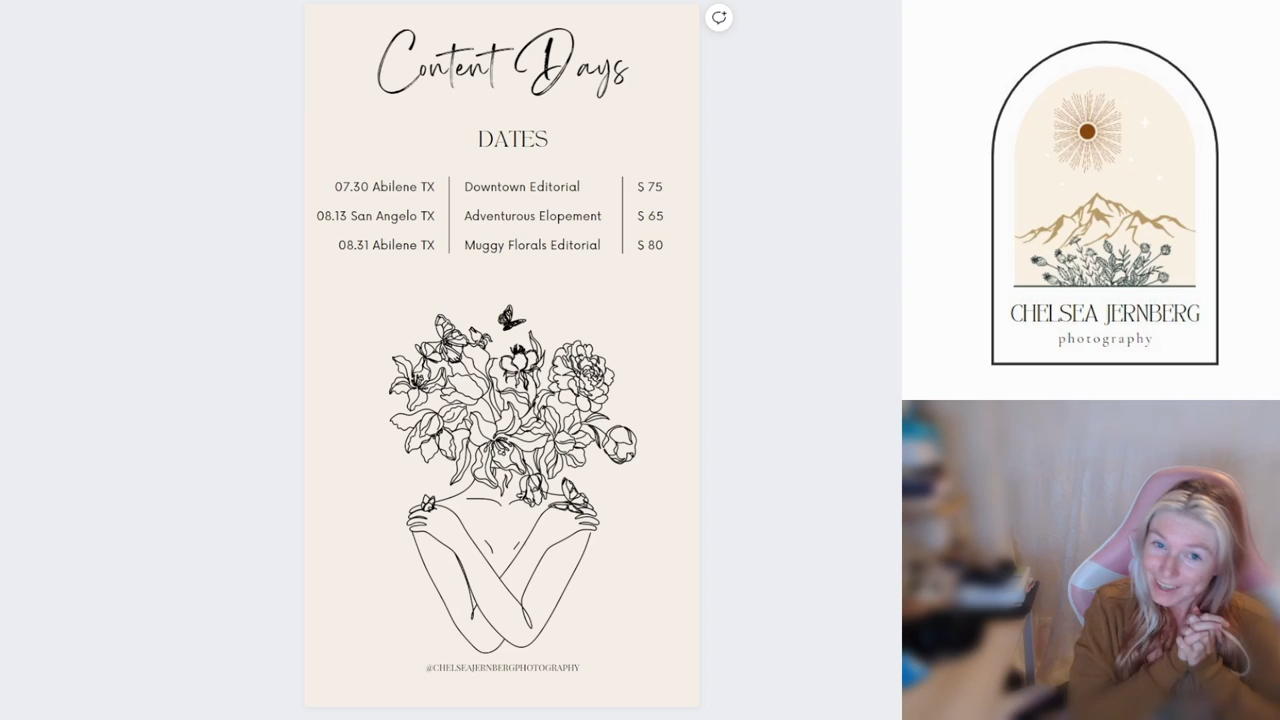 Content Days
DATES
07.30 Abilene TX Downtown Editorial $ 75
08.13 San Angelo TX Adventurous Elopement $ 65
08.31 Abilene TX Muggy Florals Editorial $ 80
@CHELSEAJERNBERGPHOTOGRAPHY
CHELSEA JERNBERG
photography